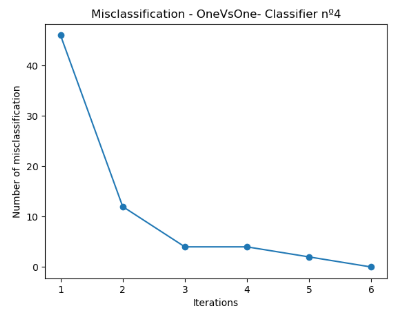 Misclassification - OneVsOne- Classifier nº4
Number of misclassification
40
30
20
10
0
1 2 3 4 5 6
Iterations